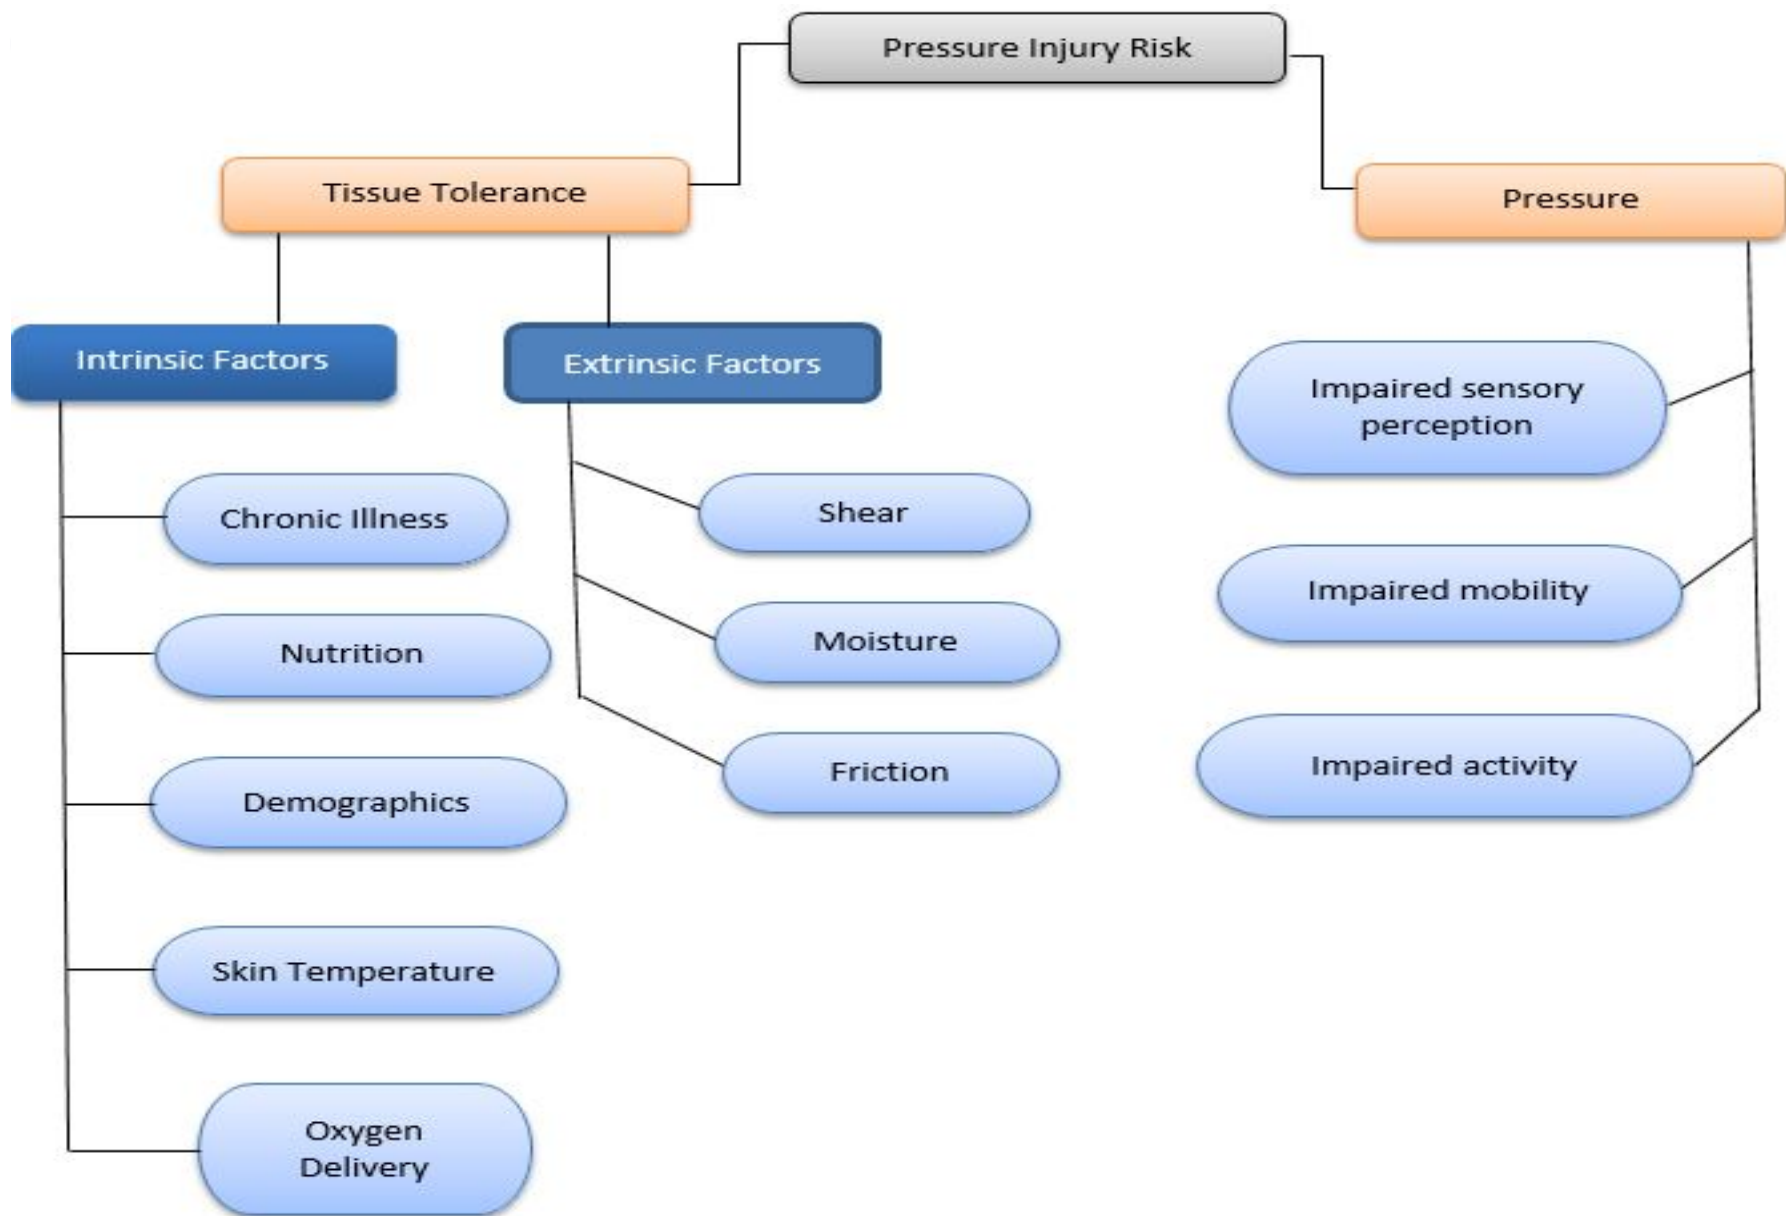 Pressure Injury Risk
Tissue Tolerance
Pressure
Intrinsic Factors
Extrinsic Factors
Impaired sensory
perception
Chronic Illness
Shear
Impaired mobility
Nutrition
Moisture
Impaired activity
Demographics
Friction
Skin Temperature
Oxygen
Delivery